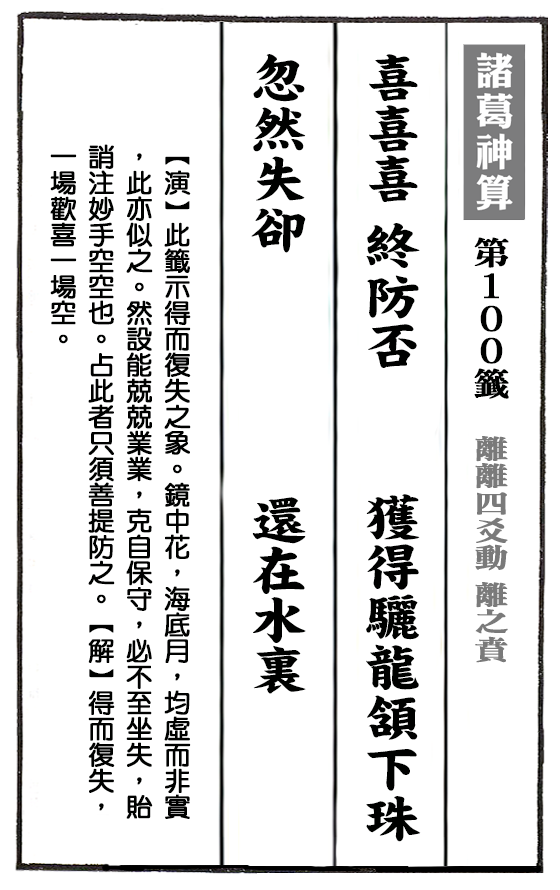 諸葛神算 第100籤 離離四爻動 離之賁
喜喜喜 終防否 獲得驪龍頷下珠
忽然失卻 還在水裏
【演】此籤示得而復失之象。鏡中花,海底月,均虛而非實
,此亦似之。然設能兢兢業業,克自保守,必不至坐失,貽
誚注妙手空空也。占此者只須善提防之。【解】得而復失,
一場歡喜一場空。